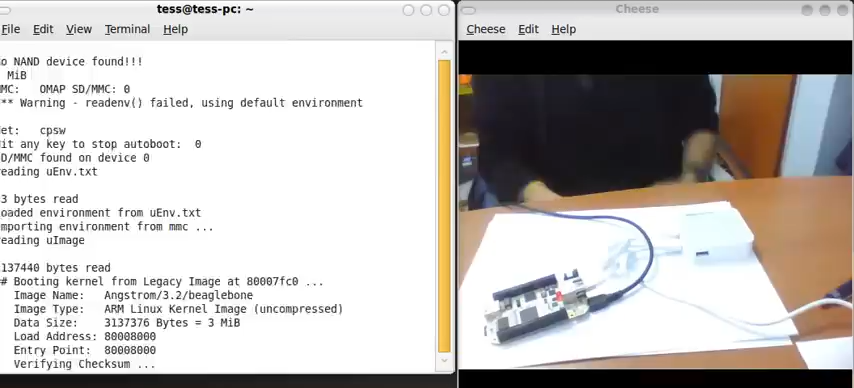 tess@tess-pc: ~
File Edit View Terminal Help
o NAND device found!!!
MiB
MC: OMAP SD/MMC: 0
** Warning - readenv() failed, using default environment
et: cpsw
it any key to stop autoboot: 0
D/MMC found on device 0
eading uEnv.txt
3 bytes read
oaded environment from uEnv.txt
mporting environment from mmc ...
eading uImage
137440 bytes read
# Booting kernel from Legacy Image at 80007fc0 ...
Image Name: Angstrom/3.2/beaglebone
Image Type: ARM Linux Kernel Image (uncompressed)
Data Size: 3137376 Bytes = 3 MiB
Load Address: 80008000
Entry Point: 80008000
Verifying Checksum ...
Cheese
Cheese Edit Help